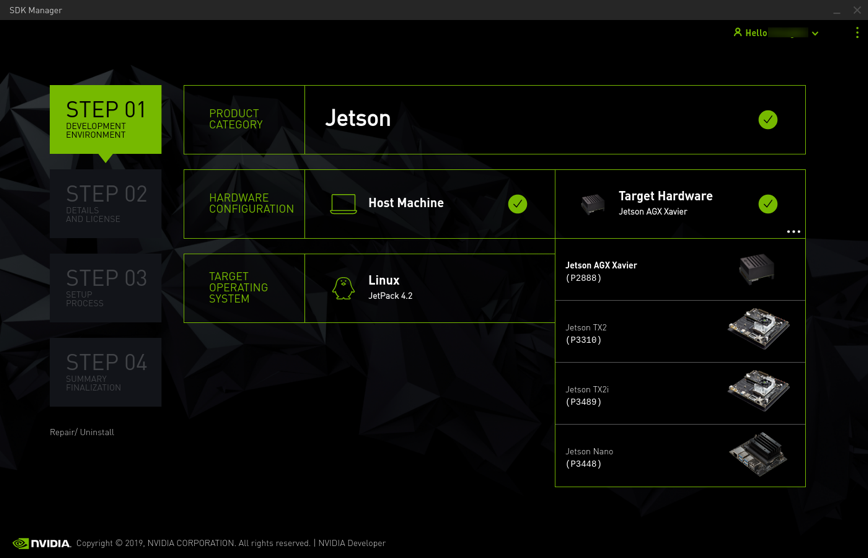 SDK Manager
Hello
STEP 01
DEVELOPMENT
ENVIRONMENT
PRODUCT
CATEGORY
Jetson
STEP 02
DETAILS
AND LICENSE
HARDWARE
CONFIGURATION
Host Machine
Target Hardware
Jetson AGX Xavier
...
STEP 03
SETUP
PROCESS
TARGET
OPERATING
SYSTEM
Linux
JetPack 4.2
Jetson AGX Xavier
(P2888)
Jetson TX2
(P3310)
Jetson TX2i
(P3489)
Jetson Nano
(P3448)
STEP 04
SUMMARY
FINALIZATION
Repair/ Uninstall
NVIDIA. Copyright © 2019, NVIDIA CORPORATION. All rights reserved. | NVIDIA Developer